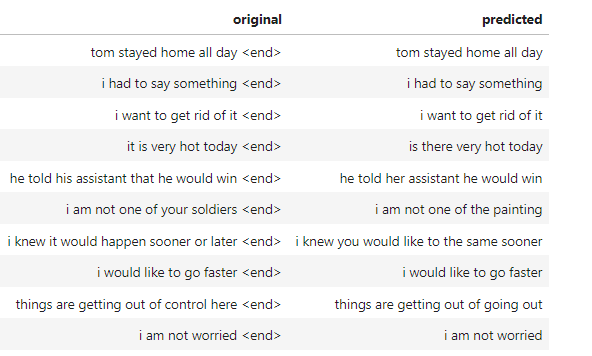 original predicted
tom stayed home all day <end> tom stayed home all day
i had to say something <end> i had to say something
i want to get rid of it <end> i want to get rid of it
it is very hot today <end> is there very hot today
he told his assistant that he would win <end> he told her assistant he would win
i am not one of your soldiers <end> i am not one of the painting
i knew it would happen sooner or later <end> i knew you would like to the same sooner
i would like to go faster <end> i would like to go faster
things are getting out of control here <end> things are getting out of going out
i am not worried <end> i am not worried